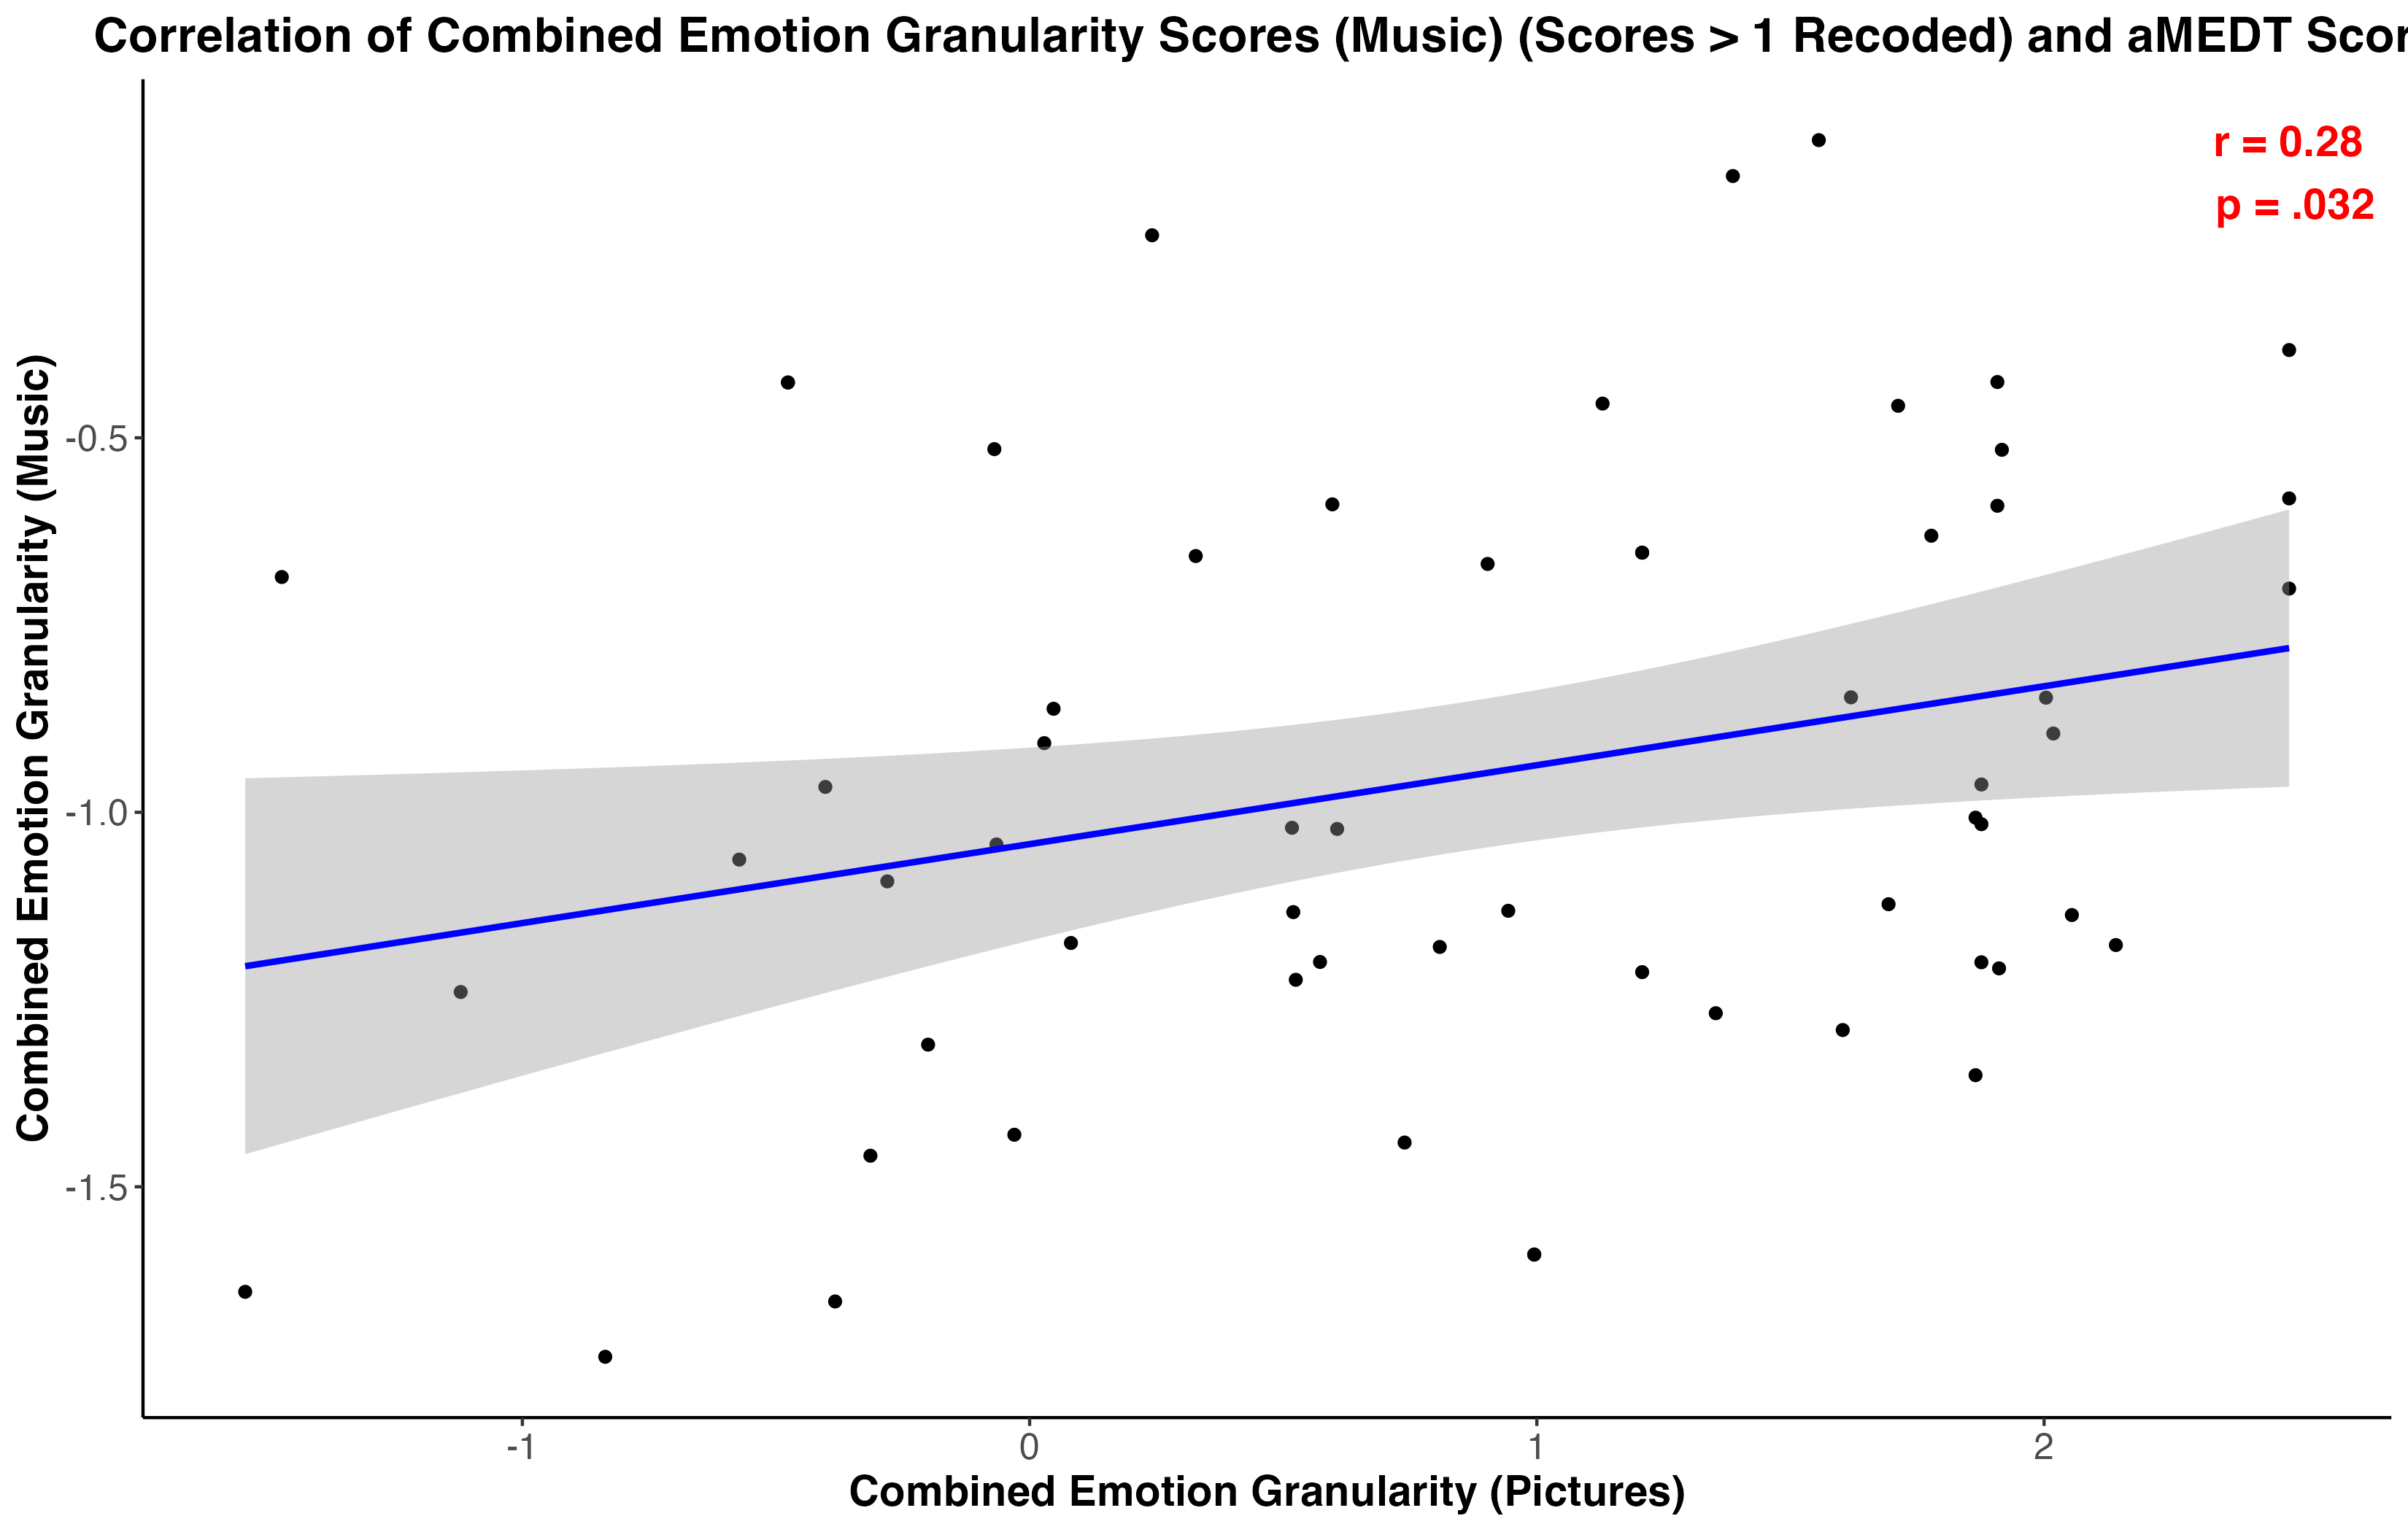 Correlation of Combined Emotion Granularity Scores (Music) (Scores > 1 Recoded) and aMEDT Scor
r = 0.28
p = .032
Combined Emotion Granularity (Music)
-0.5
-1.0
-1.5
-1
0
1
2
Combined Emotion Granularity (Pictures)